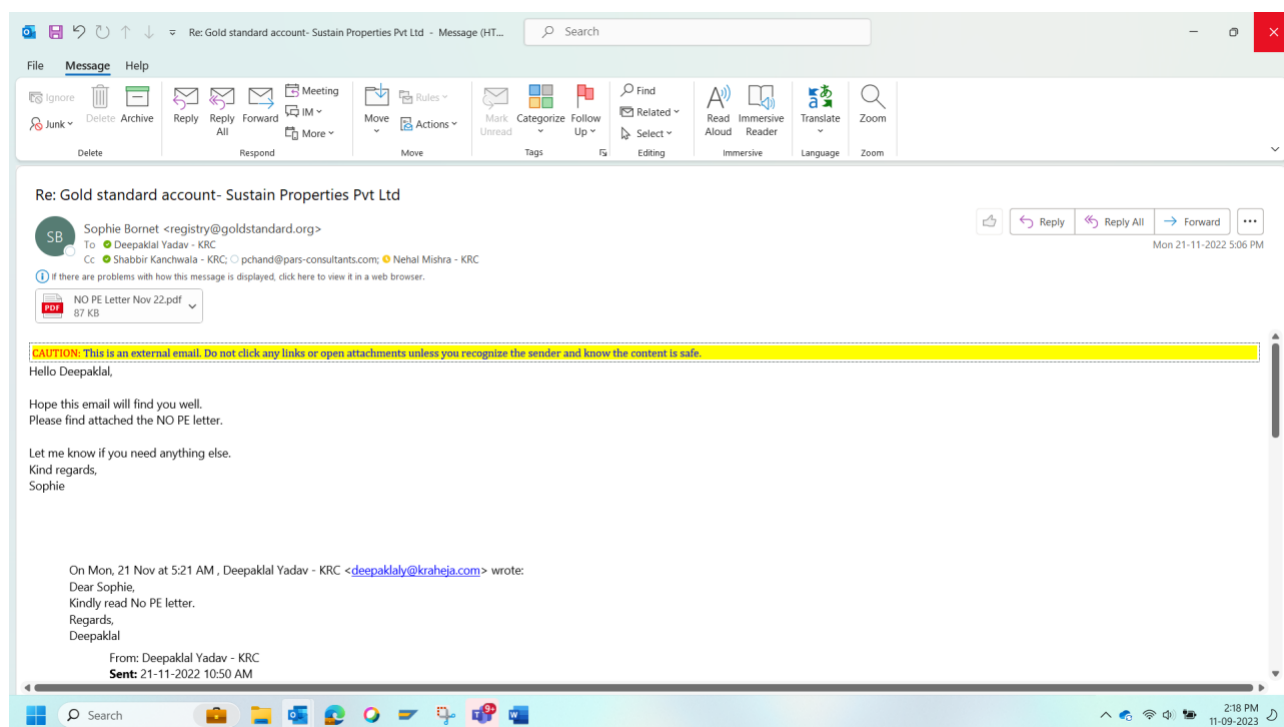 Re: Gold standard account- Sustain Properties Pvt Ltd - Message (HT...
Search
File Message Help
Ignore
Junk
Delete
Archive
Delete
Reply
Reply All
Forward
Meeting
IM
More
Respond
Move
Rules
Actions
Move
Mark Unread
Categorize
Follow Up
Tags
Find
Related
Select
Editing
Read Aloud
Immersive Reader
Immersive
Translate
Language
Zoom
Zoom
Re: Gold standard account- Sustain Properties Pvt Ltd
SB
Sophie Bornet <registry@goldstandard.org>
To Deepaklal Yadav - KRC
Cc Shabbir Kanchwala - KRC; pchand@pars-consultants.com; Nehal Mishra - KRC
Reply Reply All Forward
Mon 21-11-2022 5:06 PM
If there are problems with how this message is displayed, click here to view it in a web browser.
PDF
NO PE Letter Nov 22.pdf
87 KB
CAUTION: This is an external email. Do not click any links or open attachments unless you recognize the sender and know the content is safe.
Hello Deepaklal,
Hope this email will find you well.
Please find attached the NO PE letter.
Let me know if you need anything else.
Kind regards,
Sophie
On Mon, 21 Nov at 5:21 AM , Deepaklal Yadav - KRC <deepaklaly@kraheja.com> wrote:
Dear Sophie,
Kindly read No PE letter.
Regards,
Deepaklal
From: Deepaklal Yadav - KRC
Sent: 21-11-2022 10:50 AM
Search
9+
2:18 PM
11-09-2023